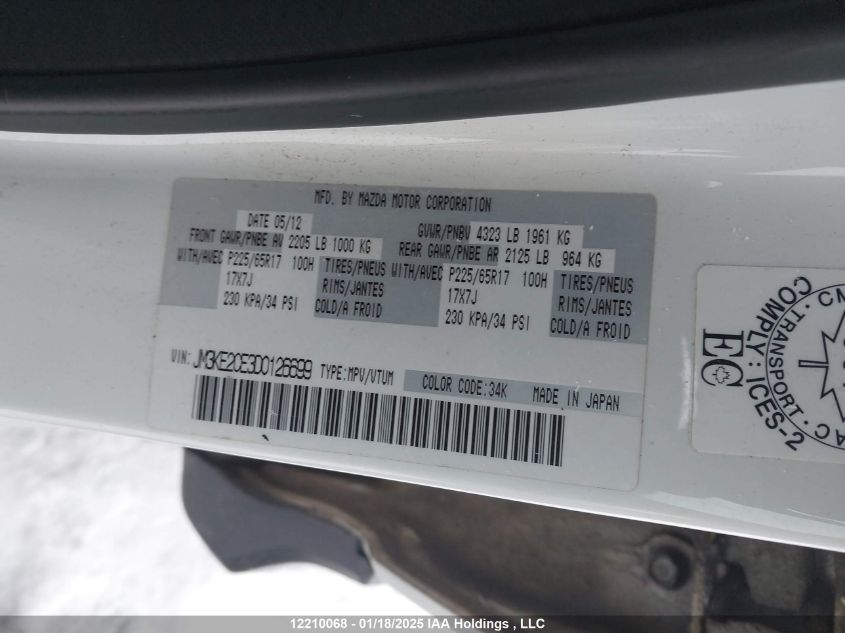 MFD. BY MAZDA MOTOR CORPORATION
DATE 05/12 GVWR/PNBV 4323 LB 1961 KG
FRONT GAWR/PNBE AV 2205 LB 1000 KG REAR GAWR/PNBE AR 2125 LB 964 KG
WITH/AVEC P225/65R17 100H TIRES/PNEUS WITH/AVEC P225/65R17 100H TIRES/PNEUS
17X7J RIMS/JANTES 17X7J RIMS/JANTES
230 KPA/34 PSI COLD/A FROID 230 KPA/34 PSI COLD/A FROID
VIN: JM3KE2CE3D0126699 TYPE:MPV/UTUM COLOR CODE:34K MADE IN JAPAN
EC
COMPLY: ICES-2
TRANSPORT
12210068 - 01/18/2025 IAA Holdings , LLC